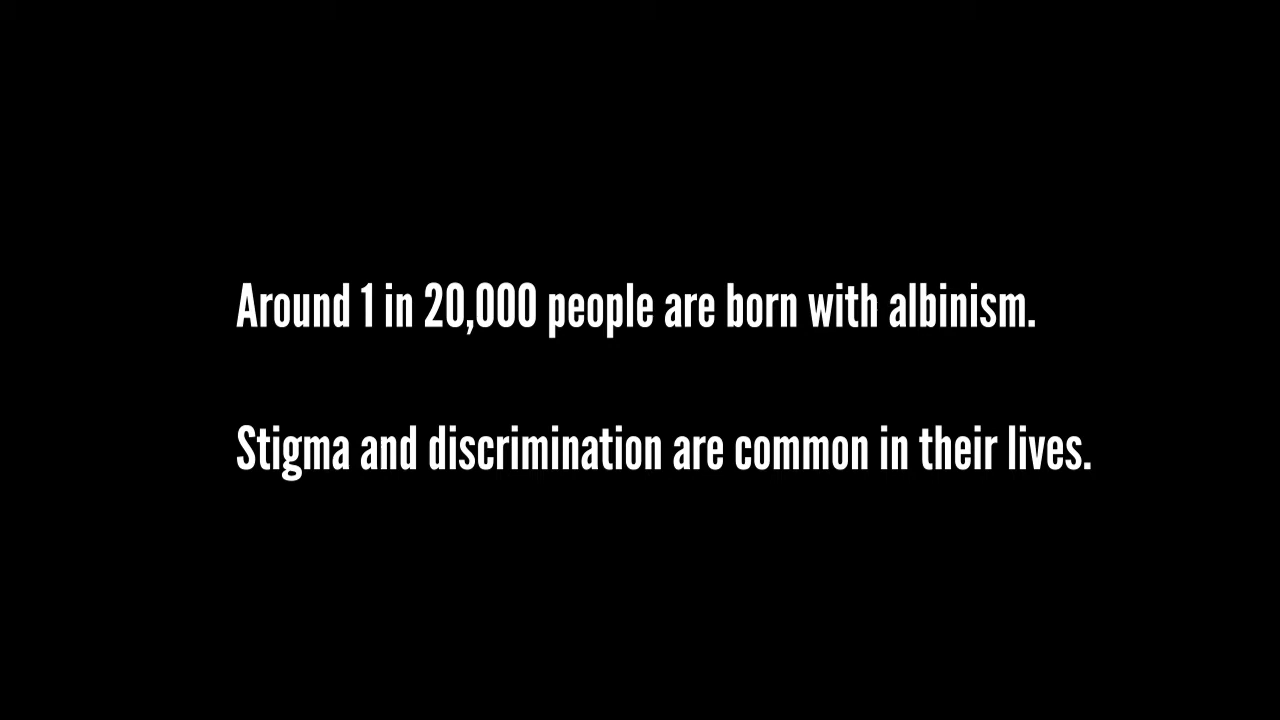 Around 1 in 20,000 people are born with albinism.
Stigma and discrimination are common in their lives.